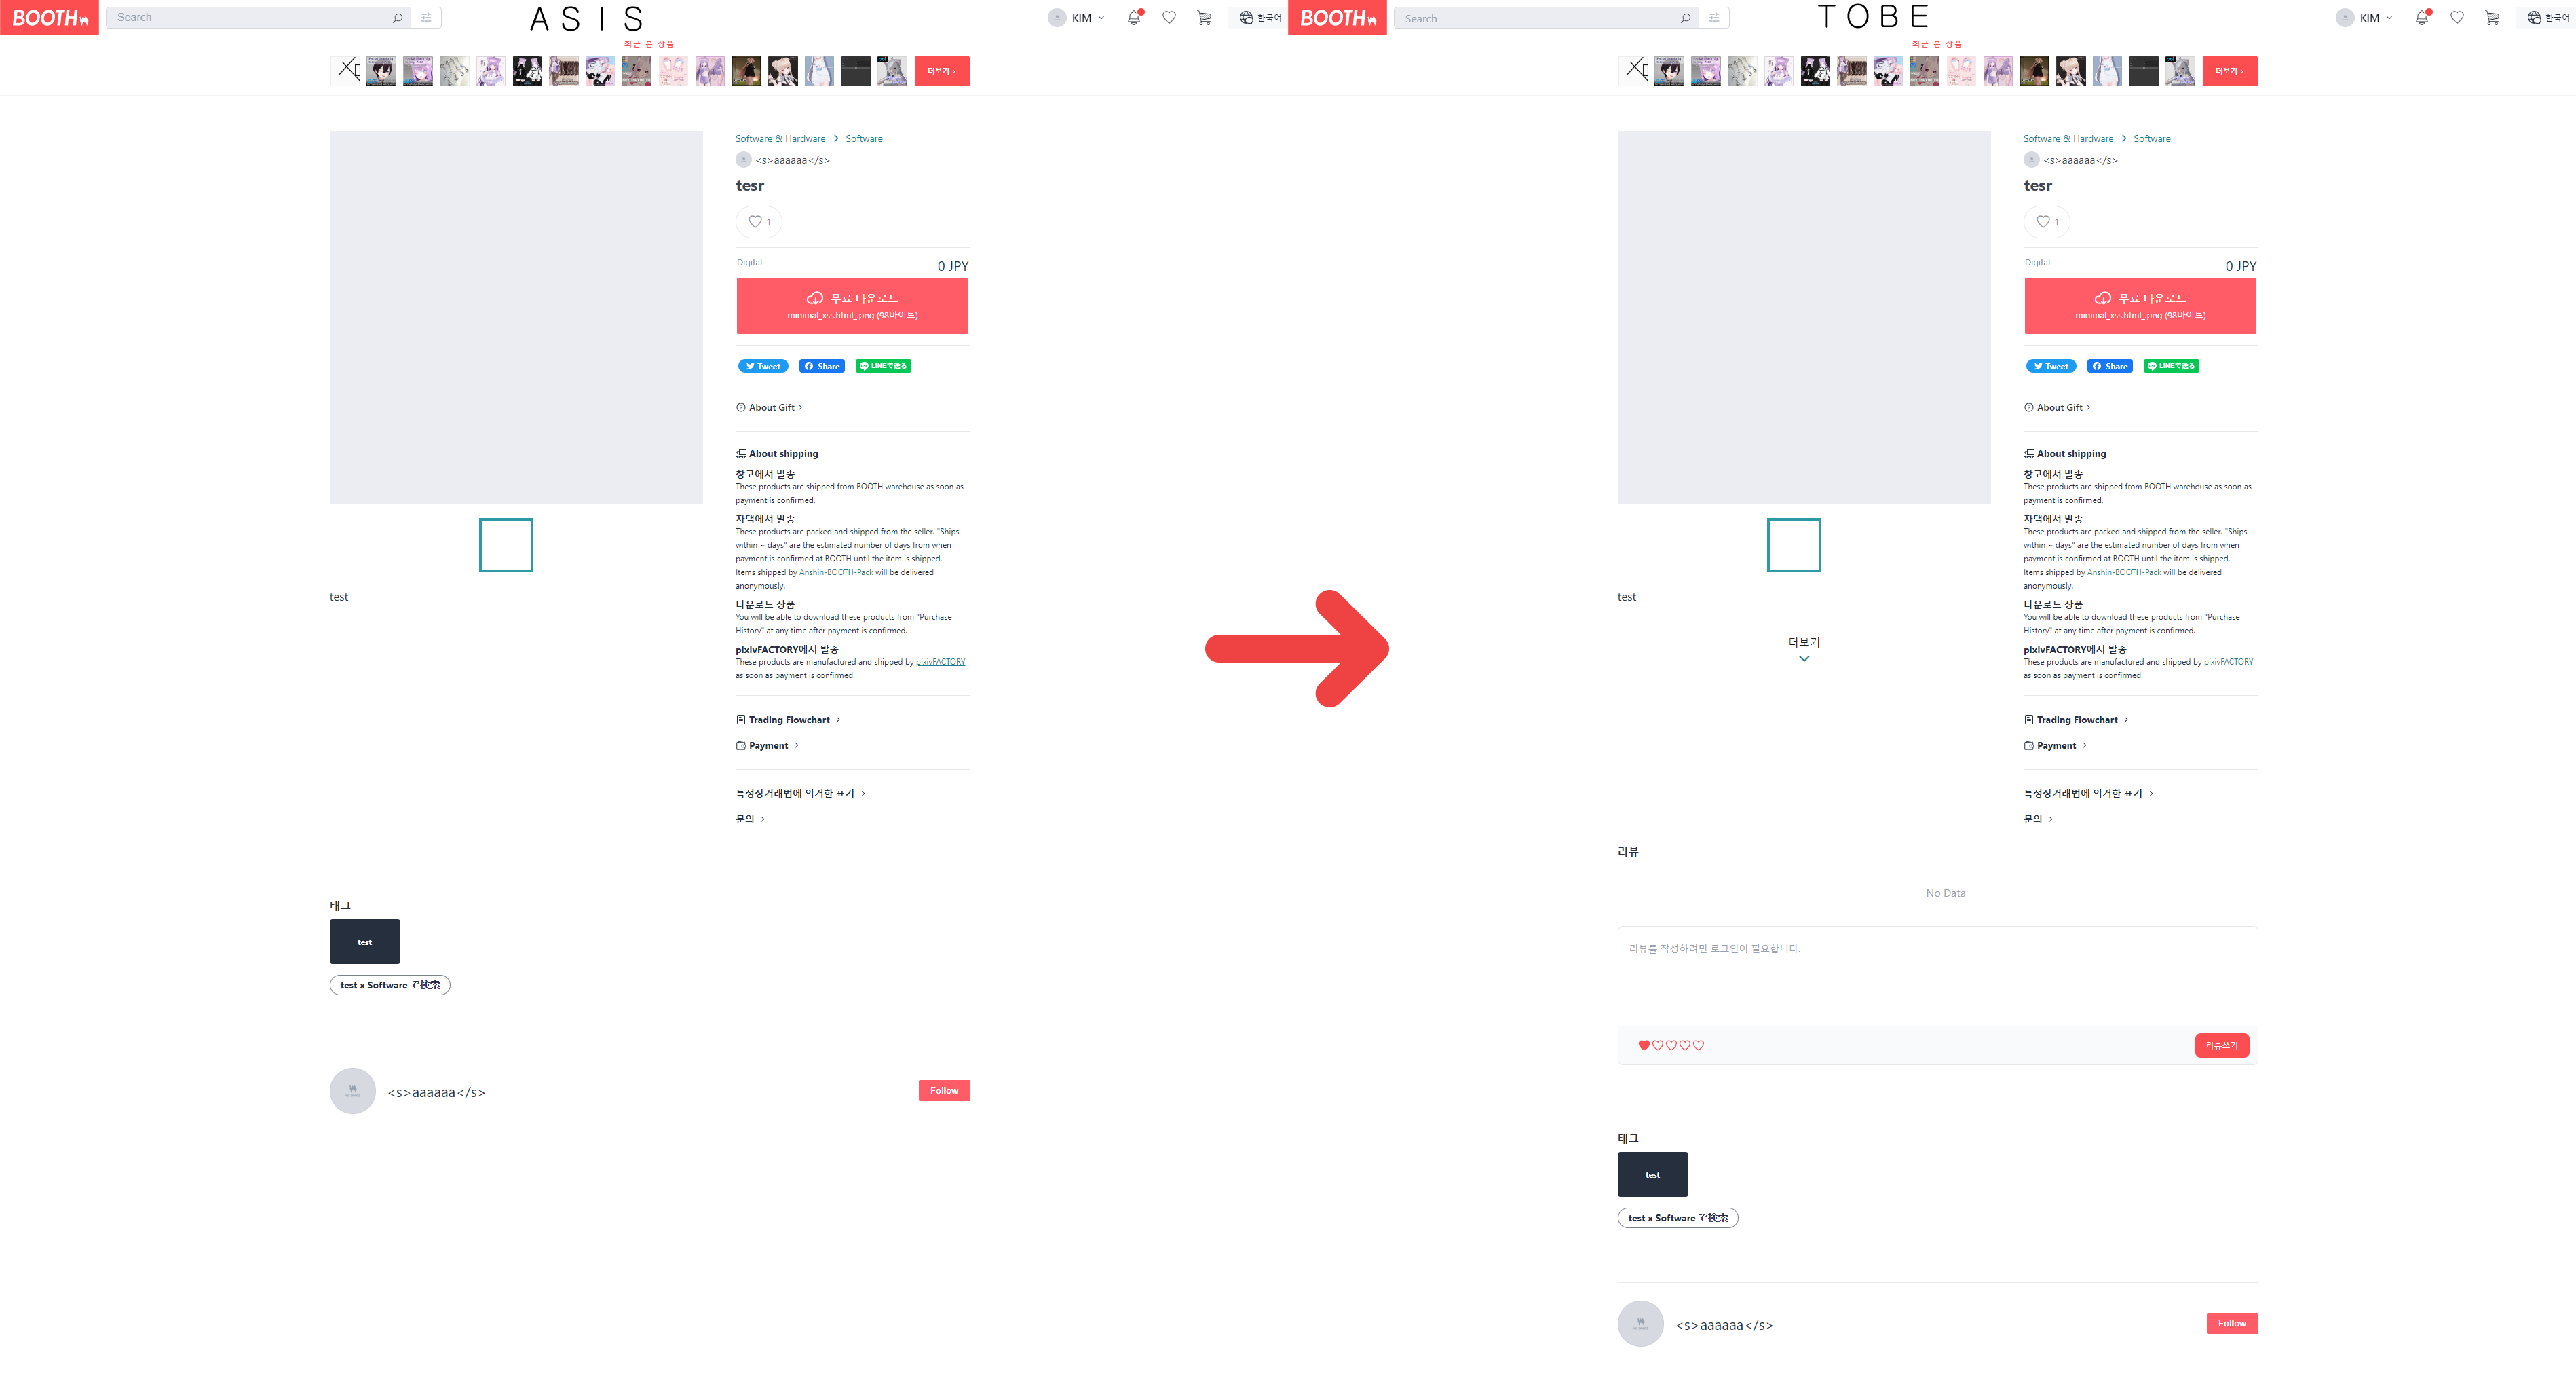 BOOTH
Search
ASIS
KIM
한국어
최근 본 상품
더보기 ›
Software & Hardware > Software
<s>aaaaaa</s>
tesr
1
Digital
0 JPY
무료 다운로드
minimal_xss.html_.png (98바이트)
Tweet
Share
LINEで送る
About Gift >
About shipping
창고에서 발송
These products are shipped from BOOTH warehouse as soon as
payment is confirmed.
자택에서 발송
These products are packed and shipped from the seller. "Ships
within ~ days" are the estimated number of days from when
payment is confirmed at BOOTH until the item is shipped.
Items shipped by Anshin-BOOTH-Pack will be delivered
anonymously.
다운로드 상품
You will be able to download these products from "Purchase
History" at any time after payment is confirmed.
pixivFACTORY에서 발송
These products are manufactured and shipped by pixivFACTORY
as soon as payment is confirmed.
Trading Flowchart >
Payment >
특정상거래법에 의거한 표기 >
문의 >
test
태그
test
test x Software で検索
<s>aaaaaa</s>
Follow
BOOTH
Search
TOBE
KIM
한국어
최근 본 상품
더보기 ›
Software & Hardware > Software
<s>aaaaaa</s>
tesr
1
Digital
0 JPY
무료 다운로드
minimal_xss.html_.png (98바이트)
Tweet
Share
LINEで送る
About Gift >
About shipping
창고에서 발송
These products are shipped from BOOTH warehouse as soon as
payment is confirmed.
자택에서 발송
These products are packed and shipped from the seller. "Ships
within ~ days" are the estimated number of days from when
payment is confirmed at BOOTH until the item is shipped.
Items shipped by Anshin-BOOTH-Pack will be delivered
anonymously.
다운로드 상품
You will be able to download these products from "Purchase
History" at any time after payment is confirmed.
pixivFACTORY에서 발송
These products are manufactured and shipped by pixivFACTORY
as soon as payment is confirmed.
Trading Flowchart >
Payment >
특정상거래법에 의거한 표기 >
문의 >
test
더보기
리뷰
No Data
리뷰를 작성하려면 로그인이 필요합니다.
리뷰쓰기
태그
test
test x Software で検索
<s>aaaaaa</s>
Follow